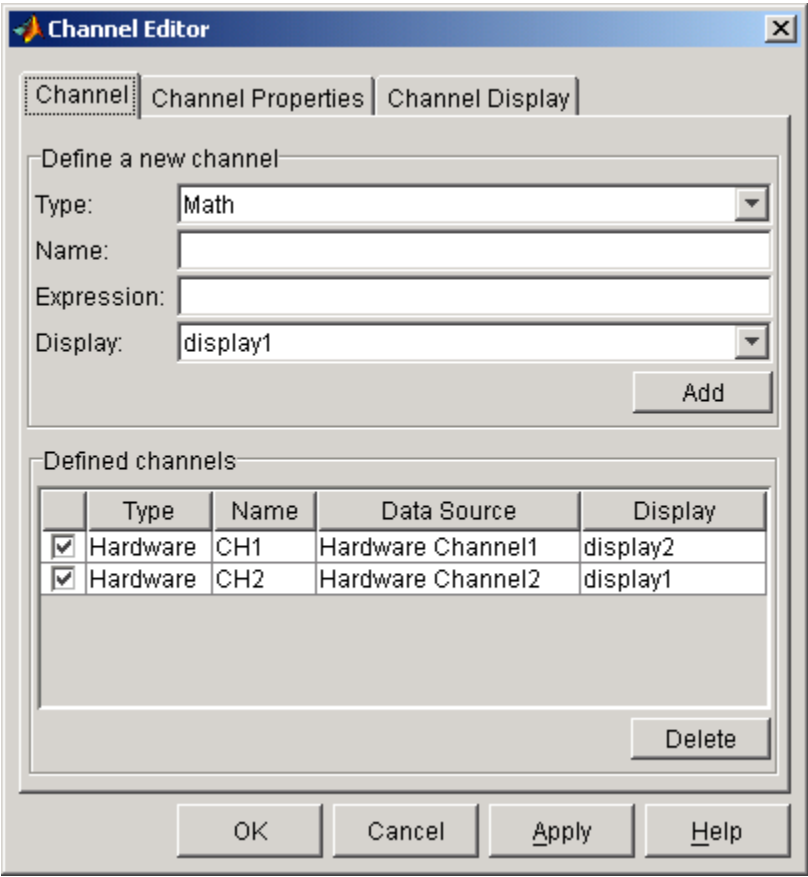 Channel Editor
Channel Channel Properties Channel Display
Define a new channel
Type: Math
Name:
Expression:
Display: display1
Add
Defined channels
Type Name Data Source Display
Hardware CH1 Hardware Channel1 display2
Hardware CH2 Hardware Channel2 display1
Delete
OK Cancel Apply Help